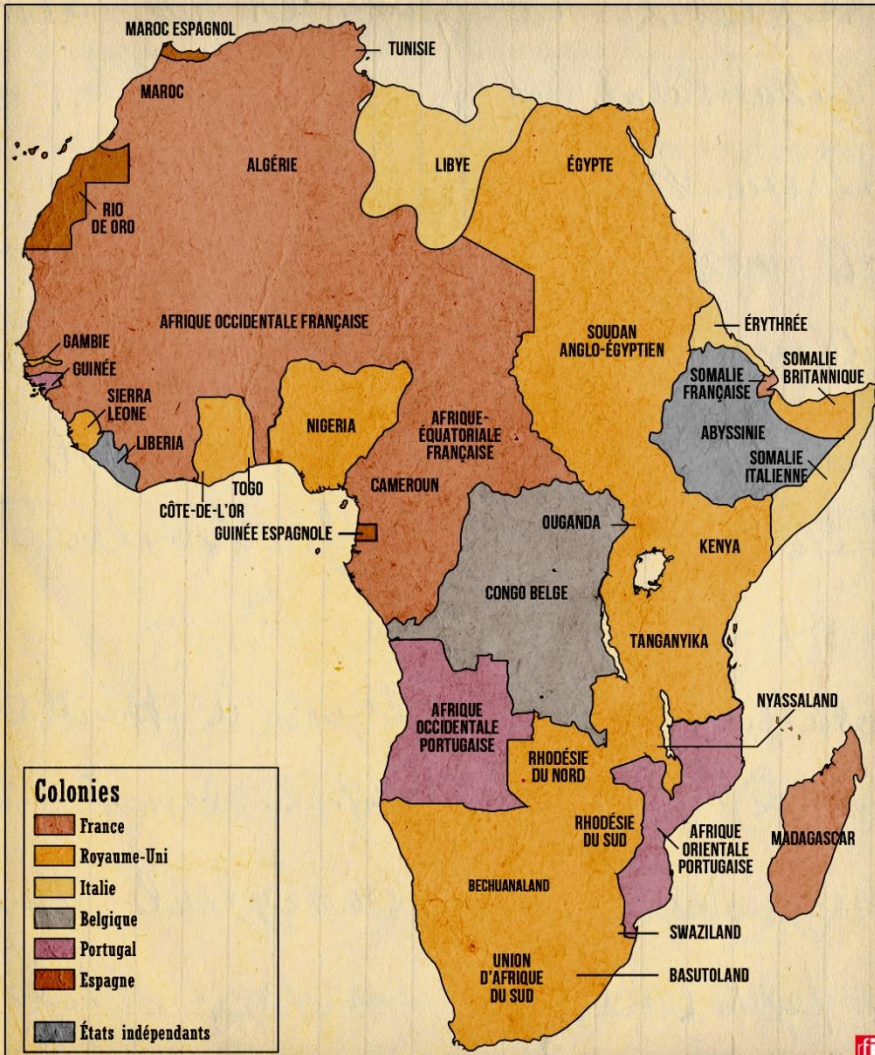 MAROC ESPAGNOL
TUNISIE
MAROC
ALGÉRIE
LIBYE
ÉGYPTE
RIO
DE ORO
AFRIQUE OCCIDENTALE FRANÇAISE
SOUDAN
ANGLO-ÉGYPTIEN
ÉRYTHRÉE
GAMBIE
GUINÉE
SOMALIE
BRITANNIQUE
SOMALIE
FRANÇAISE
SIERRA
LEONE
LIBERIA
NIGERIA
AFRIQUE-
ÉQUATORIALE
FRANÇAISE
ABYSSINIE
SOMALIE
ITALIENNE
CAMEROUN
TOGO
CÔTE-DE-L'OR
GUINÉE ESPAGNOLE
OUGANDA
KENYA
CONGO BELGE
TANGANYIKA
NYASSALAND
AFRIQUE
OCCIDENTALE
PORTUGAISE
RHODÉSIE
DU NORD
RHODÉSIE
DU SUD
AFRIQUE
ORIENTALE
PORTUGAISE
MADAGASCAR
BECHUANALAND
SWAZILAND
UNION
D'AFRIQUE
DU SUD
BASUTOLAND
Colonies
France
Royaume-Uni
Italie
Belgique
Portugal
Espagne
États indépendants
rfi